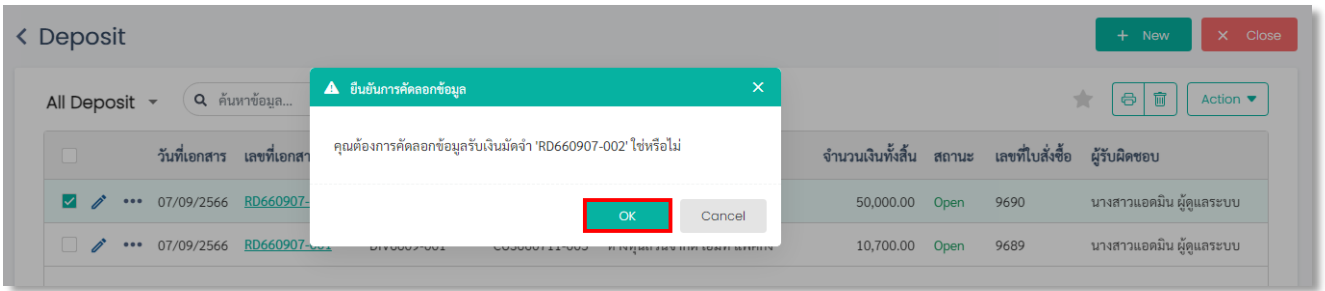 Deposit
+ New
× Close
All Deposit
ค้นหาข้อมูล...
Action
ยืนยันการคัดลอกข้อมูล
คุณต้องการคัดลอกข้อมูลรับเงินมัดจำ 'RD660907-002' ใช่หรือไม่
OK Cancel
วันที่เอกสาร เลขที่เอกสา จำนวนเงินทั้งสิ้น สถานะ เลขที่ใบสั่งซื้อ ผู้รับผิดชอบ
07/09/2566 RD660907- 50,000.00 Open 9690 นางสาวแอดมิน ผู้ดูแลระบบ
07/09/2566 RD660907-001 10,700.00 Open 9689 นางสาวแอดมิน ผู้ดูแลระบบ